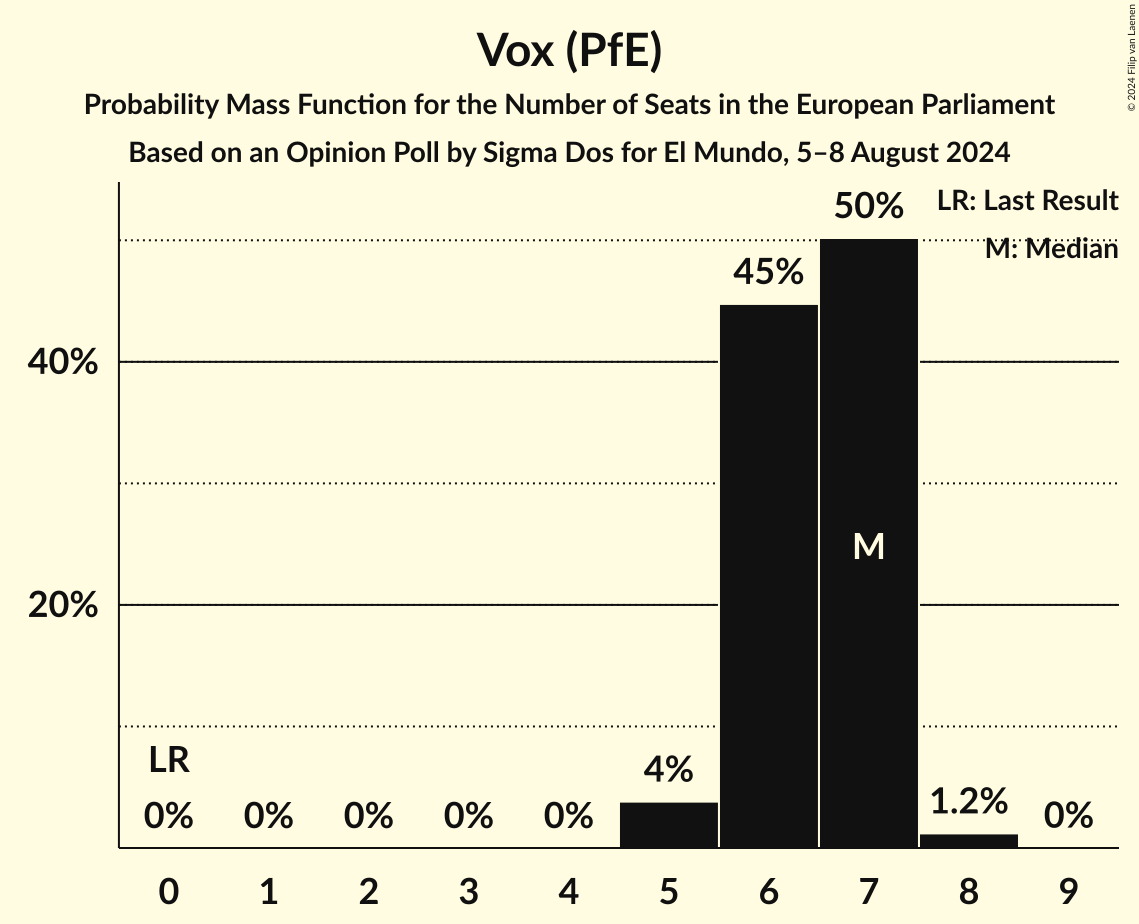 Vox (PfE)
Probability Mass Function for the Number of Seats in the European Parliament
Based on an Opinion Poll by Sigma Dos for El Mundo, 5–8 August 2024
© 2024 Filip van Laenen
LR: Last Result
M: Median
50%
45%
40%
M
20%
LR
4%
1.2%
0%
0%
0%
0%
0%
0%
0 1 2 3 4 5 6 7 8 9